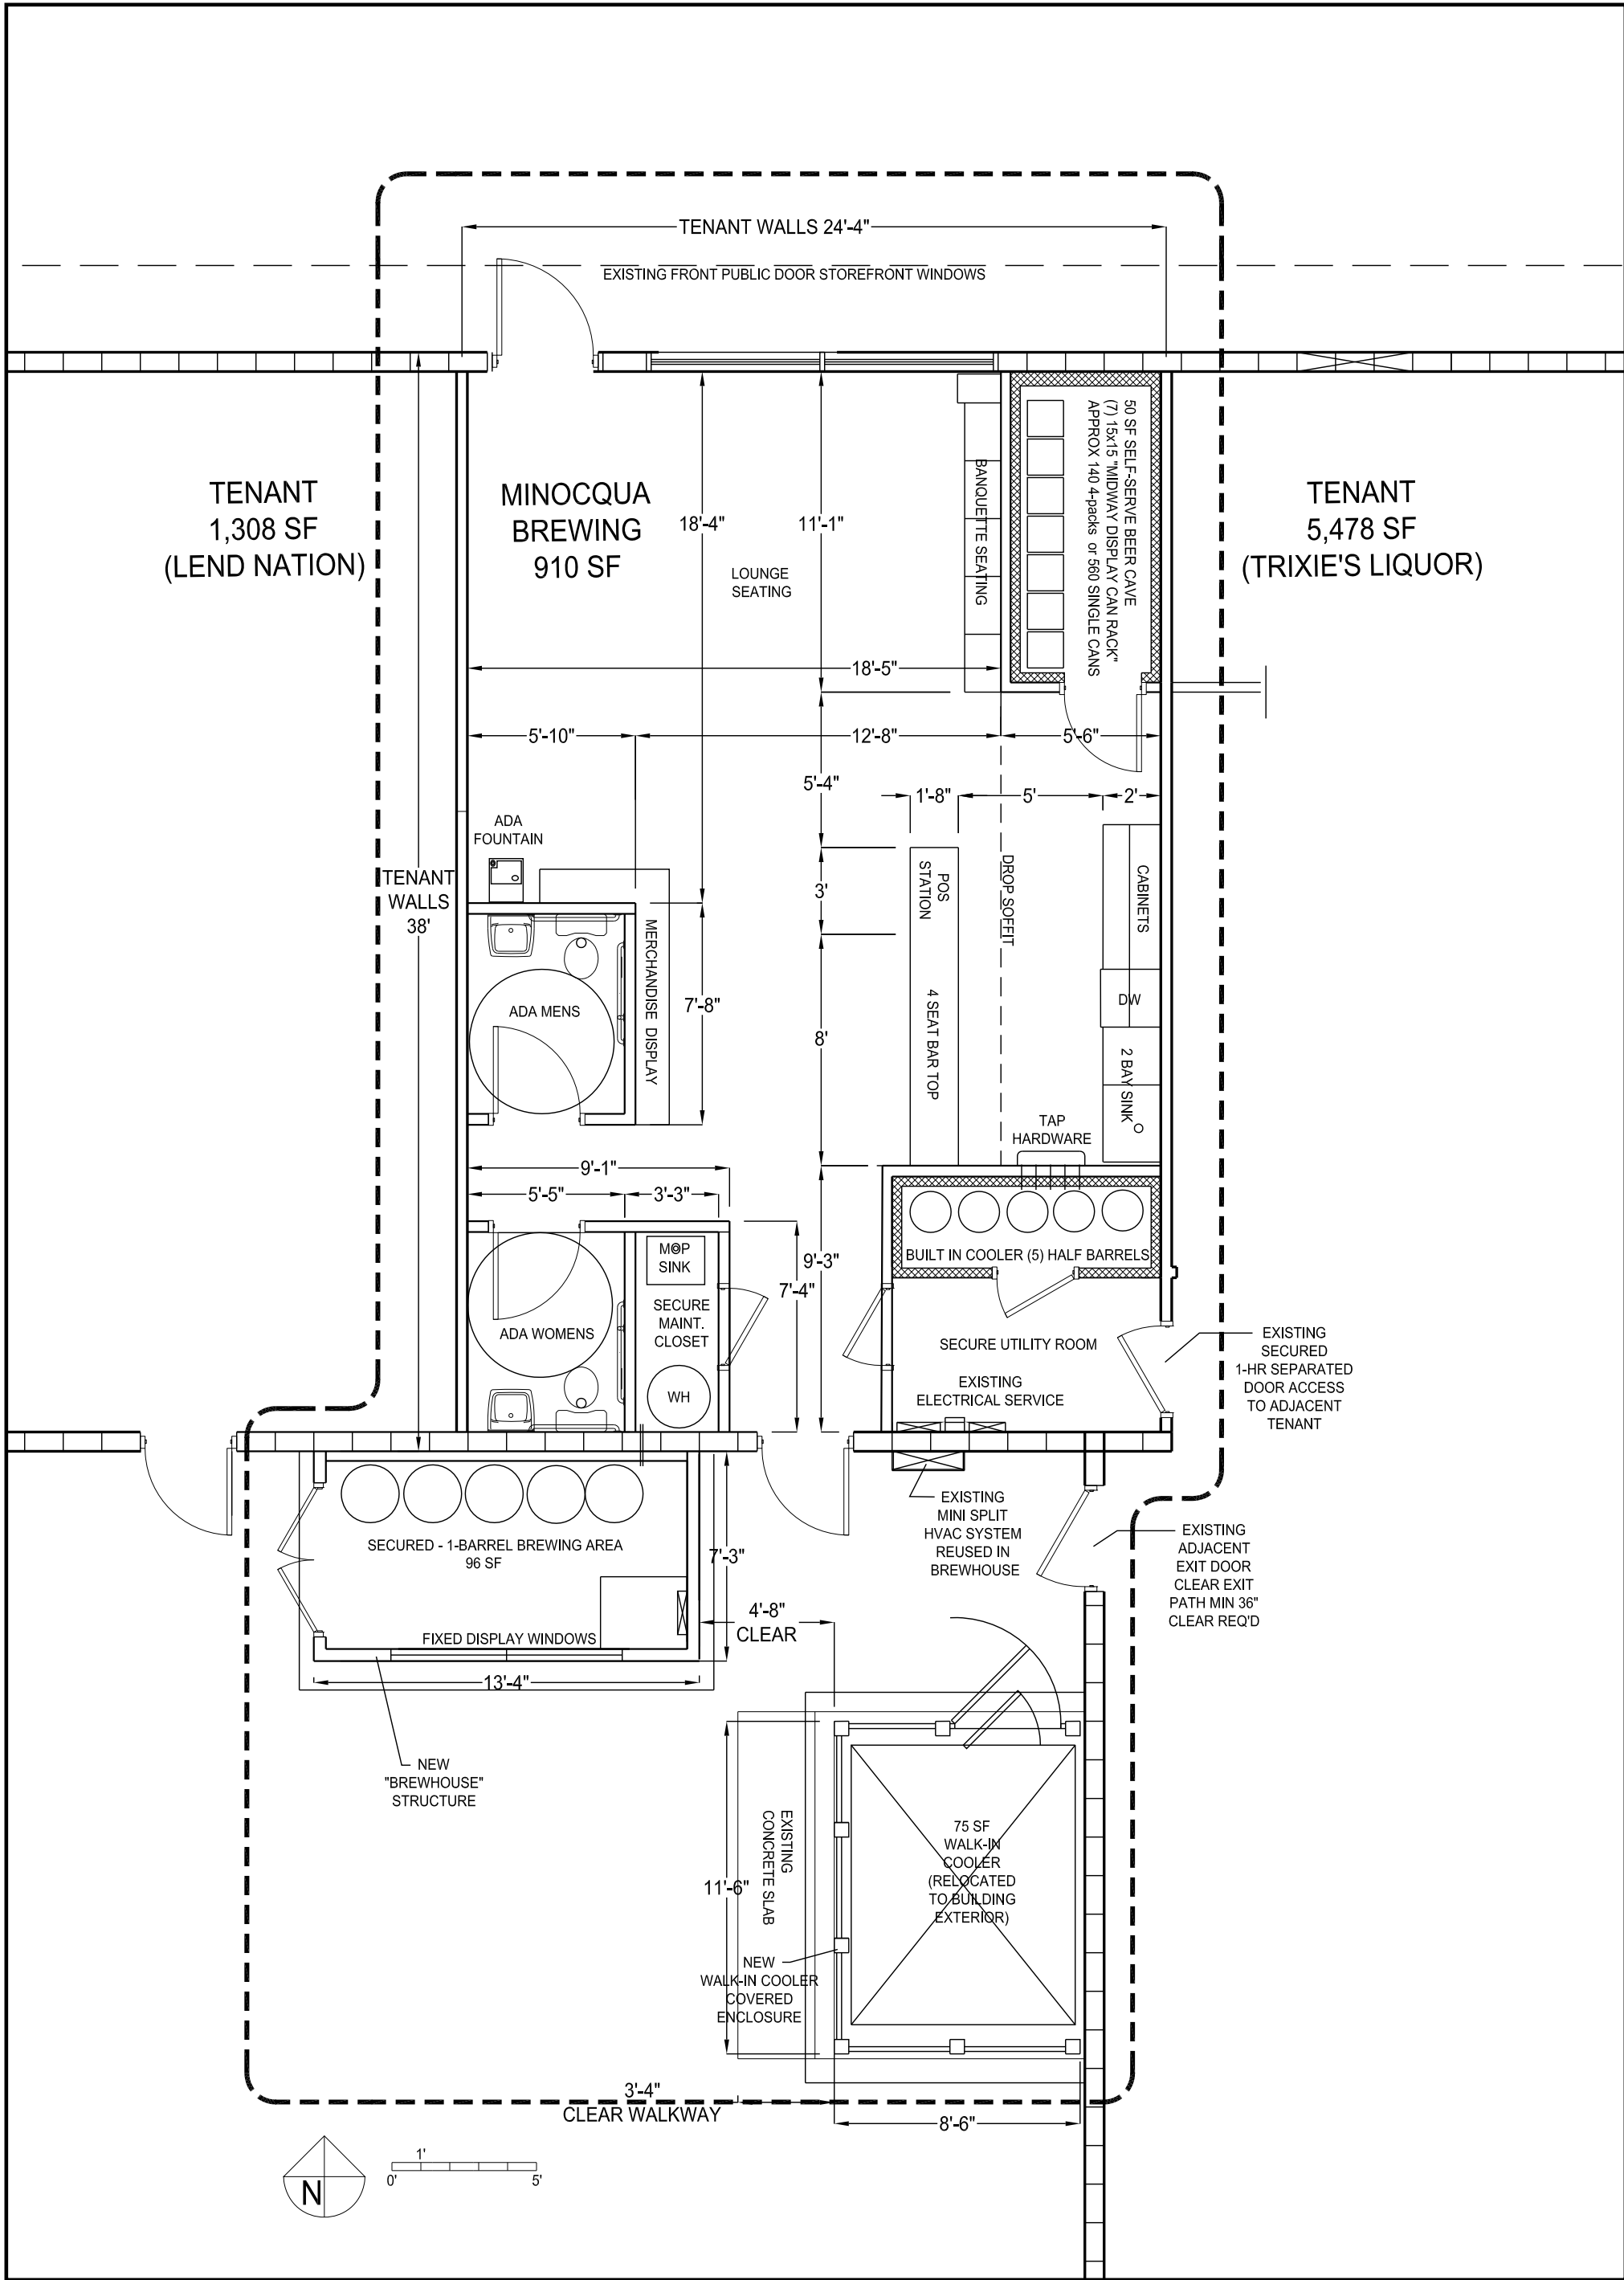 TENANT WALLS 24'-4"
EXISTING FRONT PUBLIC DOOR STOREFRONT WINDOWS
TENANT
1,308 SF
(LEND NATION)
MINOCQUA
BREWING
910 SF
18'-4"
11'-1"
LOUNGE
SEATING
BANQUETTE SEATING
50 SF SELF-SERVE BEER CAVE
(7) 15x15 "MIDWAY DISPLAY CAN RACK"
APPROX 140 4-packs or 560 SINGLE CANS
TENANT
5,478 SF
(TRIXIE'S LIQUOR)
18'-5"
5'-10"
12'-8"
5'-6"
5'-4"
1'-8"
5'
2'
ADA
FOUNTAIN
TENANT
WALLS
38'
3'
POS
STATION
DROP SOFFIT
CABINETS
MERCHANDISE DISPLAY
ADA MENS
7'-8"
8'
4 SEAT BAR TOP
DW
2 BAY SINK
TAP
HARDWARE
9'-1"
5'-5"
3'-3"
MOP
SINK
SECURE
MAINT.
CLOSET
ADA WOMENS
WH
7'-4"
9'-3"
BUILT IN COOLER (5) HALF BARRELS
SECURE UTILITY ROOM
EXISTING
ELECTRICAL SERVICE
EXISTING
SECURED
1-HR SEPARATED
DOOR ACCESS
TO ADJACENT
TENANT
SECURED - 1-BARREL BREWING AREA
96 SF
7'-3"
EXISTING
MINI SPLIT
HVAC SYSTEM
REUSED IN
BREWHOUSE
EXISTING
ADJACENT
EXIT DOOR
CLEAR EXIT
PATH MIN 36"
CLEAR REQ'D
4'-8"
CLEAR
FIXED DISPLAY WINDOWS
13'-4"
NEW
"BREWHOUSE"
STRUCTURE
EXISTING
CONCRETE SLAB
11'-6"
75 SF
WALK-IN
COOLER
(RELOCATED
TO BUILDING
EXTERIOR)
NEW
WALK-IN COOLER
COVERED
ENCLOSURE
3'-4"
CLEAR WALKWAY
8'-6"
N
1'
0'
5'